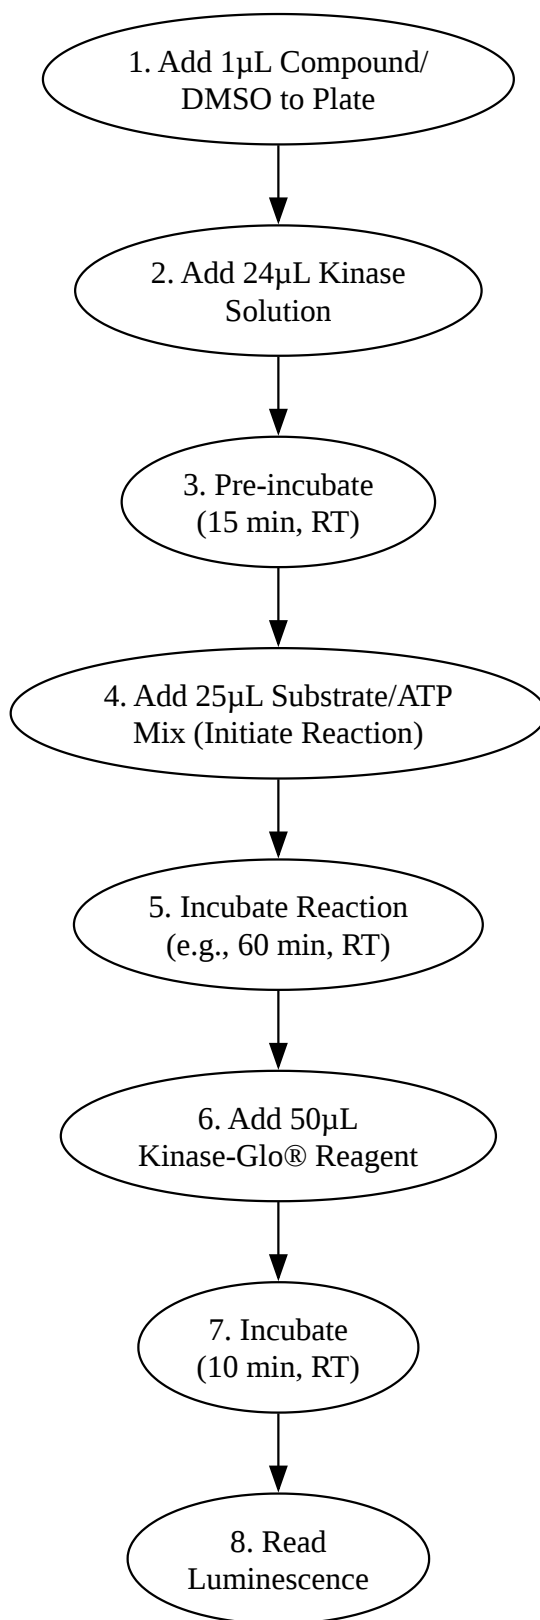 1. Add 1µL Compound/
DMSO to Plate
2. Add 24µL Kinase
Solution
3. Pre-incubate
(15 min, RT)
4. Add 25µL Substrate/ATP
Mix (Initiate Reaction)
5. Incubate Reaction
(e.g., 60 min, RT)
6. Add 50µL
Kinase-Glo® Reagent
7. Incubate
(10 min, RT)
8. Read
Luminescence